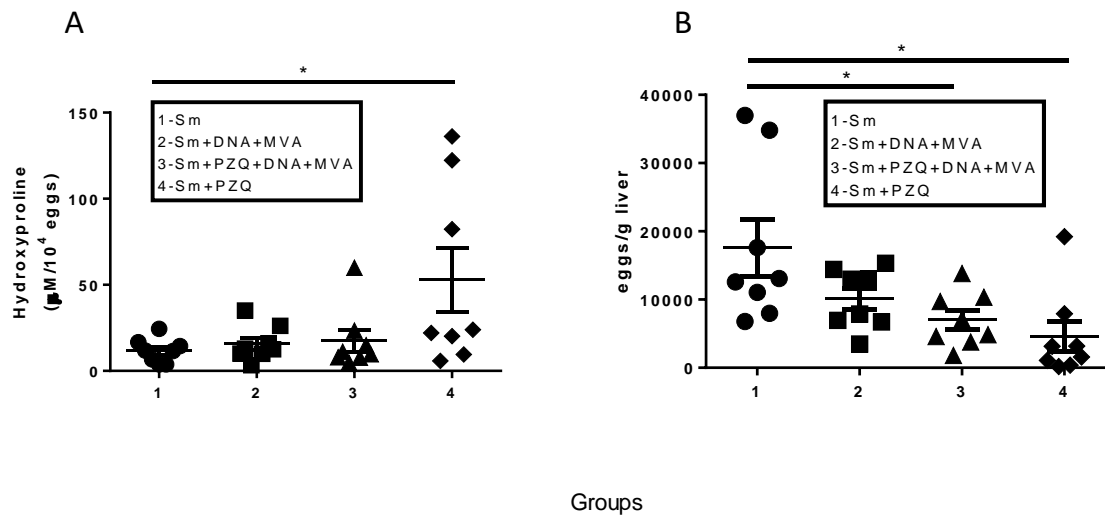 A
*
150
100
50
0
Hydroxyproline
(µM/10⁴ eggs)
1-Sm
2-Sm+DNA+MVA
3-Sm+PZQ+DNA+MVA
4-Sm+PZQ
1 2 3 4
B
*
*
40000
30000
20000
10000
0
eggs/g liver
1-Sm
2-Sm+DNA+MVA
3-Sm+PZQ+DNA+MVA
4-Sm+PZQ
1 2 3 4
Groups